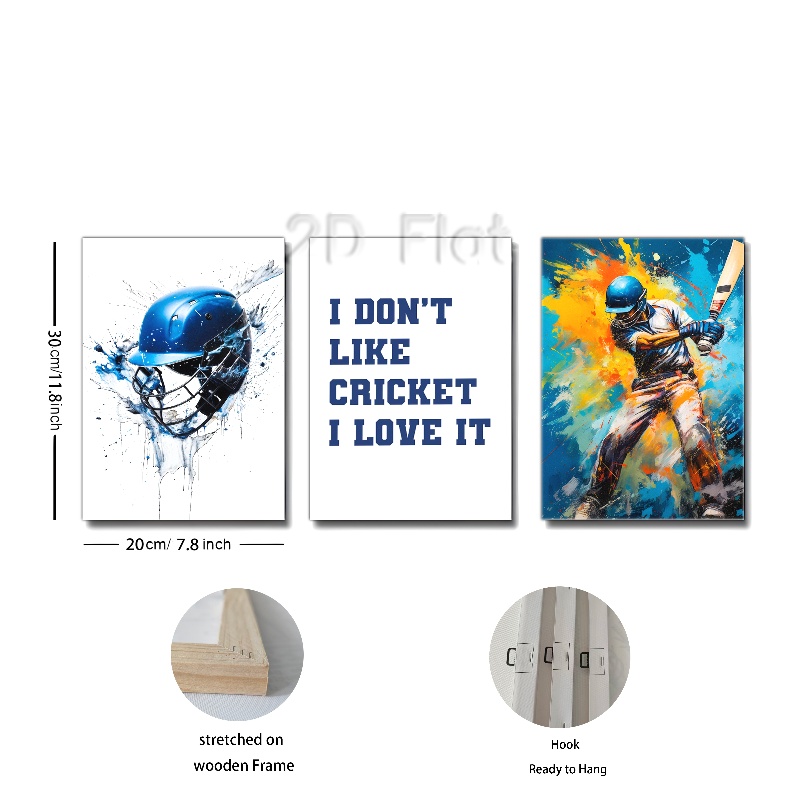 2D Flat
I DON'T
LIKE
CRICKET
I LOVE IT
30cm/11.8inch
20cm/ 7.8 inch
stretched on
wooden Frame
Hook
Ready to Hang